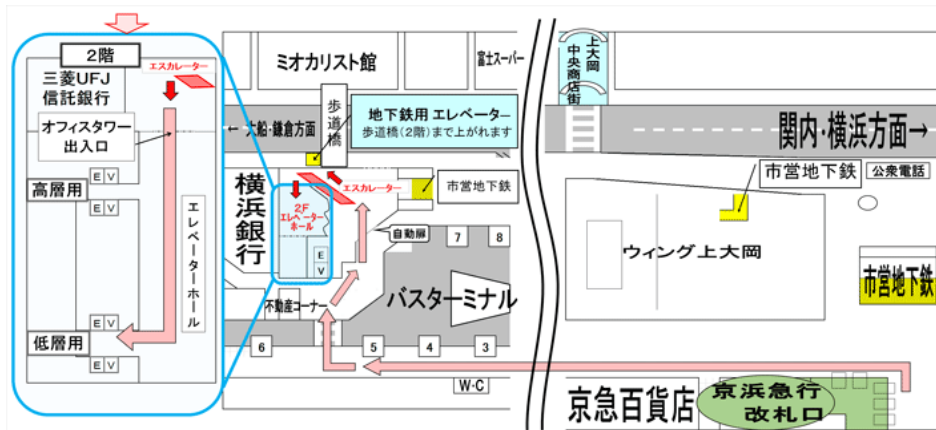 2階
エスカレーター
三菱UFJ
信託銀行
オフィスタワー
出入口
EV
高層用
EV
エレベーターホール
EV
低層用
EV
ミオカリスト館
富士スーパー
上大岡
中央商店街
← 大船・鎌倉方面
歩道橋
地下鉄用 エレベーター
歩道橋(2階)まで上がれます
関内・横浜方面→
横浜銀行
エスカレーター
2F
エレベーター
ホール
EV
市営地下鉄
自動扉
不動産コーナー
7
8
バスターミナル
6
5
4
3
W・C
市営地下鉄
公衆電話
ウィング上大岡
市営地下鉄
京急百貨店
京浜急行
改札口